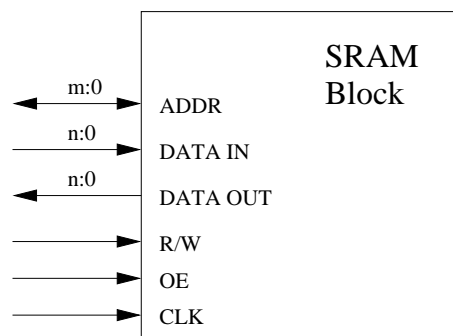 SRAM
Block
m:0
ADDR
n:0
DATA IN
n:0
DATA OUT
R/W
OE
CLK